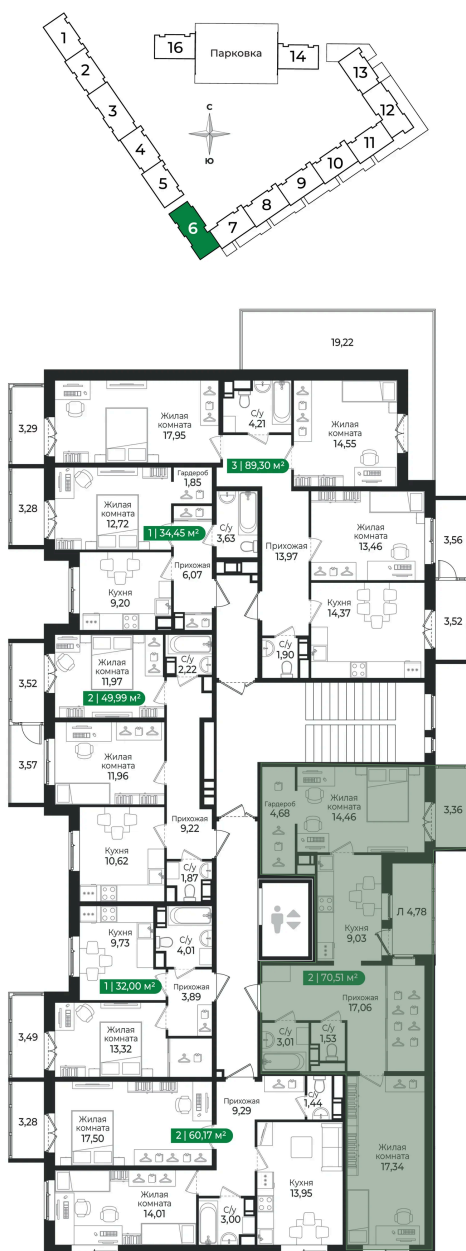 1
2
3
4
5
6
7
8
9
10
11
12
13
14
16
Парковка
С
Ю
19,22
3,29
Жилая
комната
17,95
С/у
4,21
Жилая
комната
14,55
3 | 89,30 м²
3,28
Жилая
комната
12,72
Гардероб
1,85
1 | 34,45 м²
С/у
3,63
Прихожая
13,97
Жилая
комната
13,46
3,56
Прихожая
6,07
Кухня
9,20
Кухня
14,37
3,52
С/у
1,90
3,52
Жилая
комната
11,97
С/у
2,22
2 | 49,99 м²
3,57
Жилая
комната
11,96
Прихожая
9,22
Кухня
10,62
С/у
1,87
Гардероб
4,68
Жилая
комната
14,46
3,36
Кухня
9,03
Л 4,78
Кухня
9,73
С/у
4,01
1 | 32,00 м²
Прихожая
3,89
2 | 70,51 м²
Прихожая
17,06
3,49
Жилая
комната
13,32
С/у
3,01
С/у
1,53
3,28
Жилая
комната
17,50
Прихожая
9,29
С/у
1,44
2 | 60,17 м²
Жилая
комната
17,34
Жилая
комната
14,01
С/у
3,00
Кухня
13,95